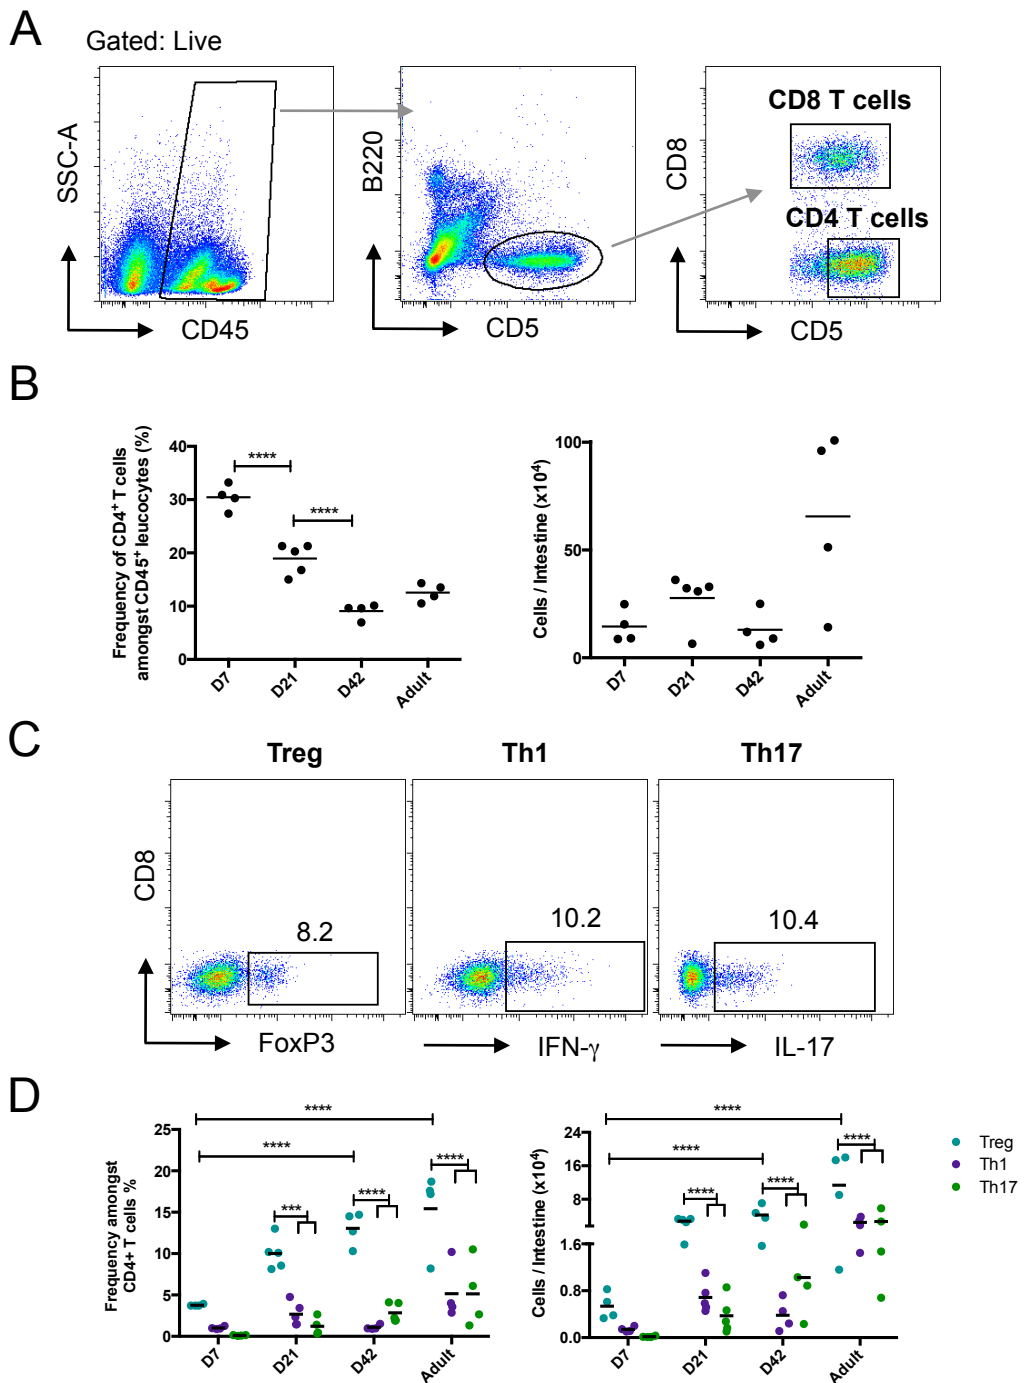 A
Gated: Live
SSC-A
CD45
B220
CD5
CD8
CD8 T cells
CD4 T cells
CD5
B
Frequency of CD4+ T cells
amongst CD45+ leucocytes (%)
40
30
20
10
0
****
****
D7
D21
D42
Adult
Cells / Intestine (x10⁴)
100
50
0
D7
D21
D42
Adult
C
Treg
Th1
Th17
CD8
8.2
10.2
10.4
FoxP3
IFN-γ
IL-17
D
Frequency amongst
CD4+ T cells %
25
20
15
10
5
0
****
****
***
****
****
D7
D21
D42
Adult
Cells / Intestine (x10⁴)
24
16
8
1.6
0.8
0.0
****
****
****
****
****
D7
D21
D42
Adult
Treg
Th1
Th17